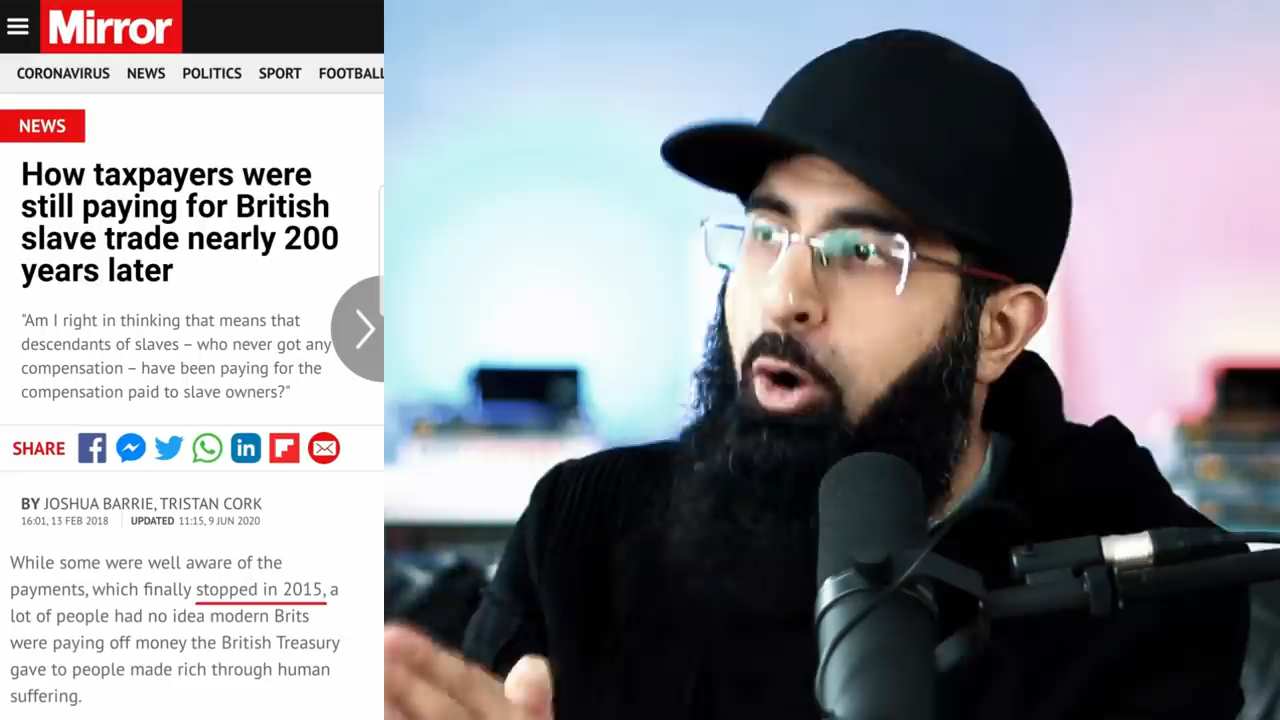 Mirror
CORONAVIRUS NEWS POLITICS SPORT FOOTBALL
NEWS
How taxpayers were
still paying for British
slave trade nearly 200
years later
"Am I right in thinking that means that
descendants of slaves – who never got any
compensation – have been paying for the
compensation paid to slave owners?"
SHARE
BY JOSHUA BARRIE, TRISTAN CORK
16:01, 13 FEB 2018 UPDATED 11:15, 9 JUN 2020
While some were well aware of the
payments, which finally stopped in 2015, a
lot of people had no idea modern Brits
were paying off money the British Treasury
gave to people made rich through human
suffering.